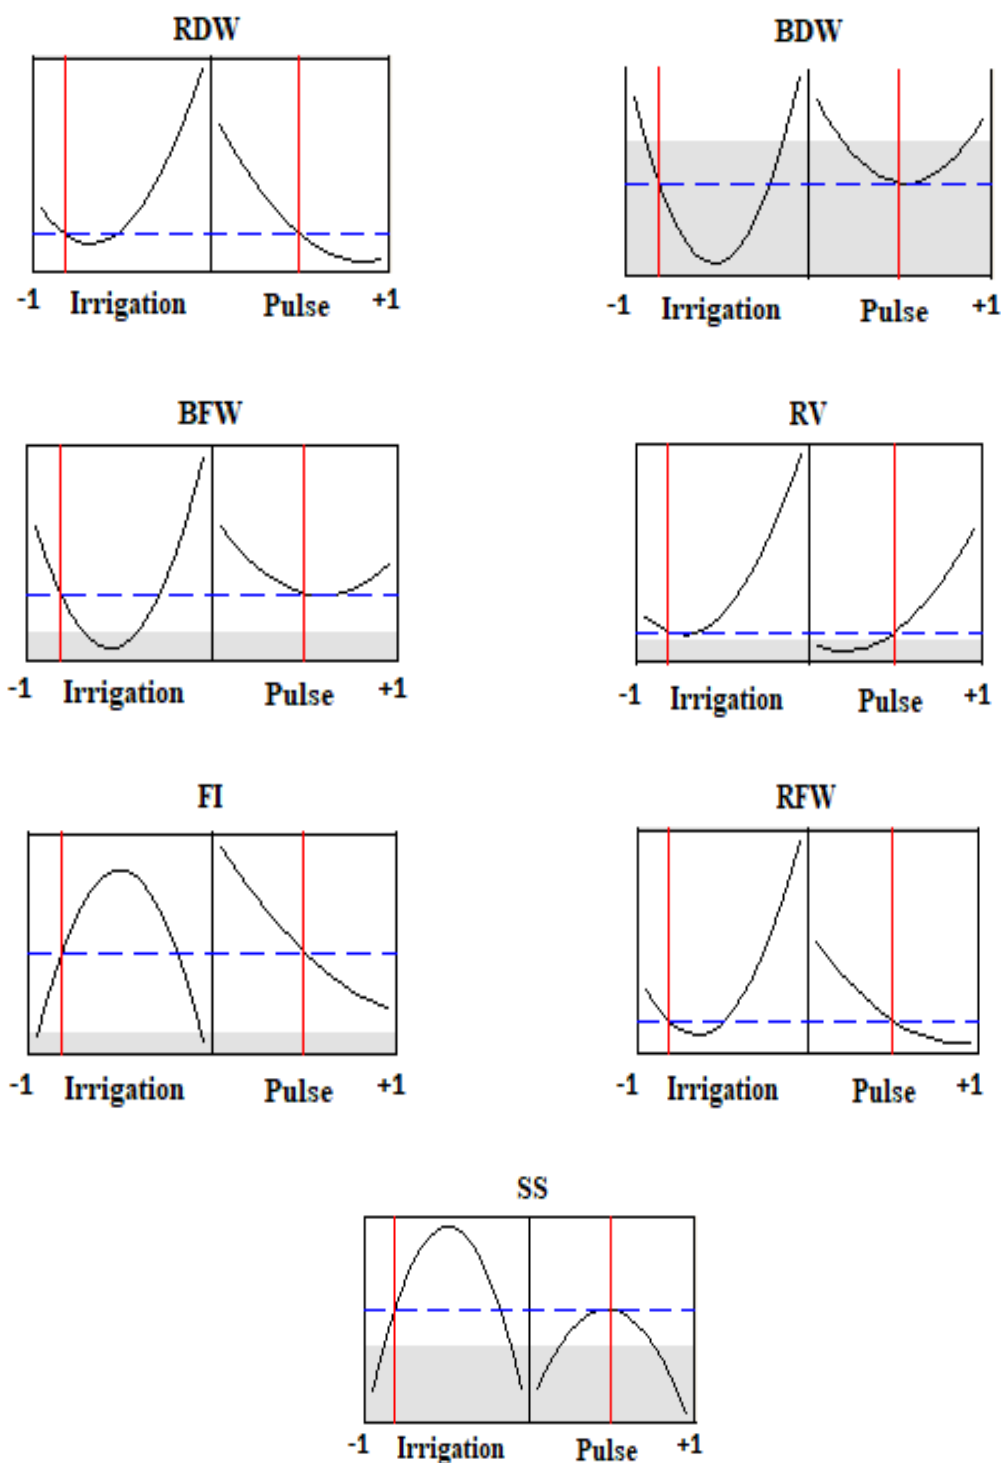 RDW
BDW
-1 Irrigation Pulse +1
-1 Irrigation Pulse +1
BFW
RV
-1 Irrigation Pulse +1
-1 Irrigation Pulse +1
FI
RFW
-1 Irrigation Pulse +1
-1 Irrigation Pulse +1
SS
-1 Irrigation Pulse +1